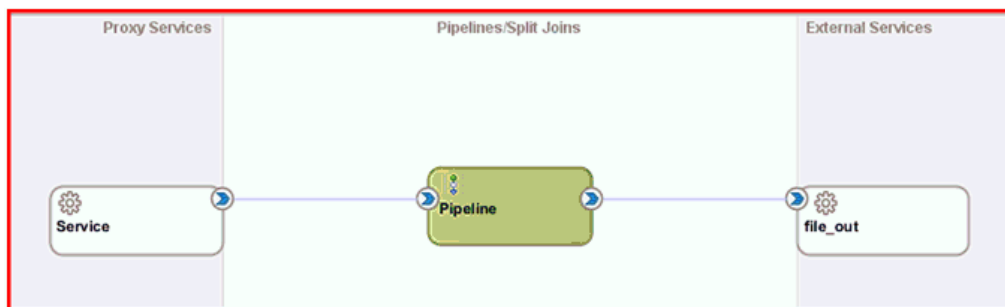 Proxy Services
Pipelines/Split Joins
External Services
Service
Pipeline
file_out